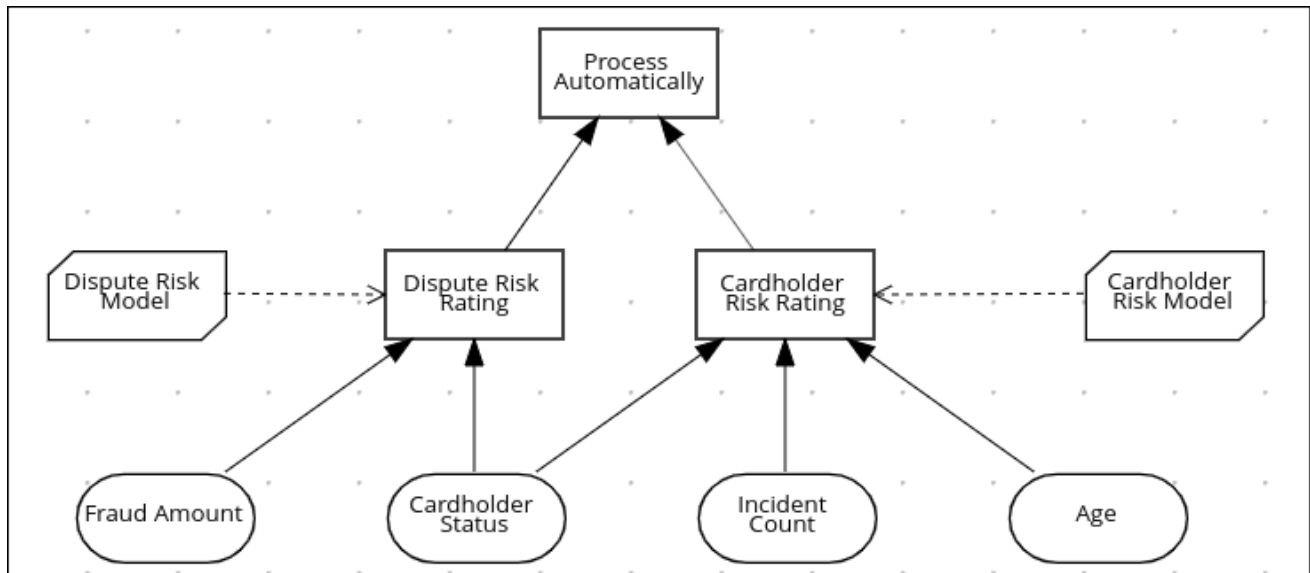 Process
Automatically
Dispute Risk
Model
Dispute Risk
Rating
Cardholder
Risk Rating
Cardholder
Risk Model
Fraud Amount
Cardholder
Status
Incident
Count
Age